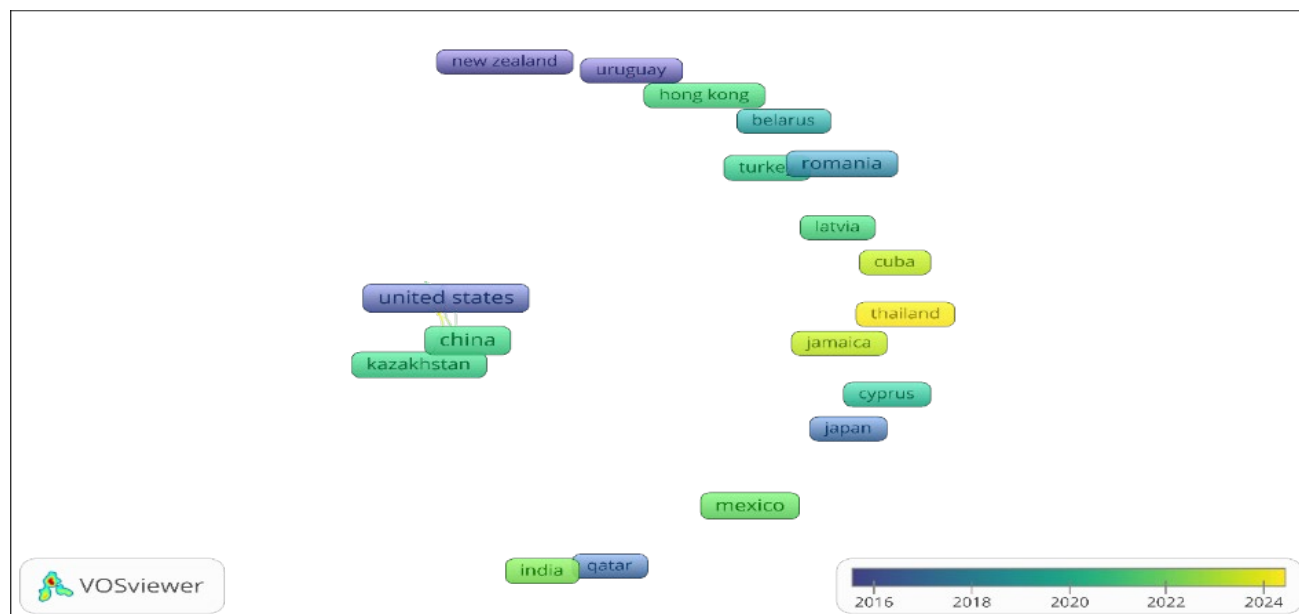 new zealand
uruguay
hong kong
belarus
turkey
romania
latvia
cuba
united states
thailand
china
jamaica
kazakhstan
cyprus
japan
mexico
india
qatar
VOSviewer
2016 2018 2020 2022 2024